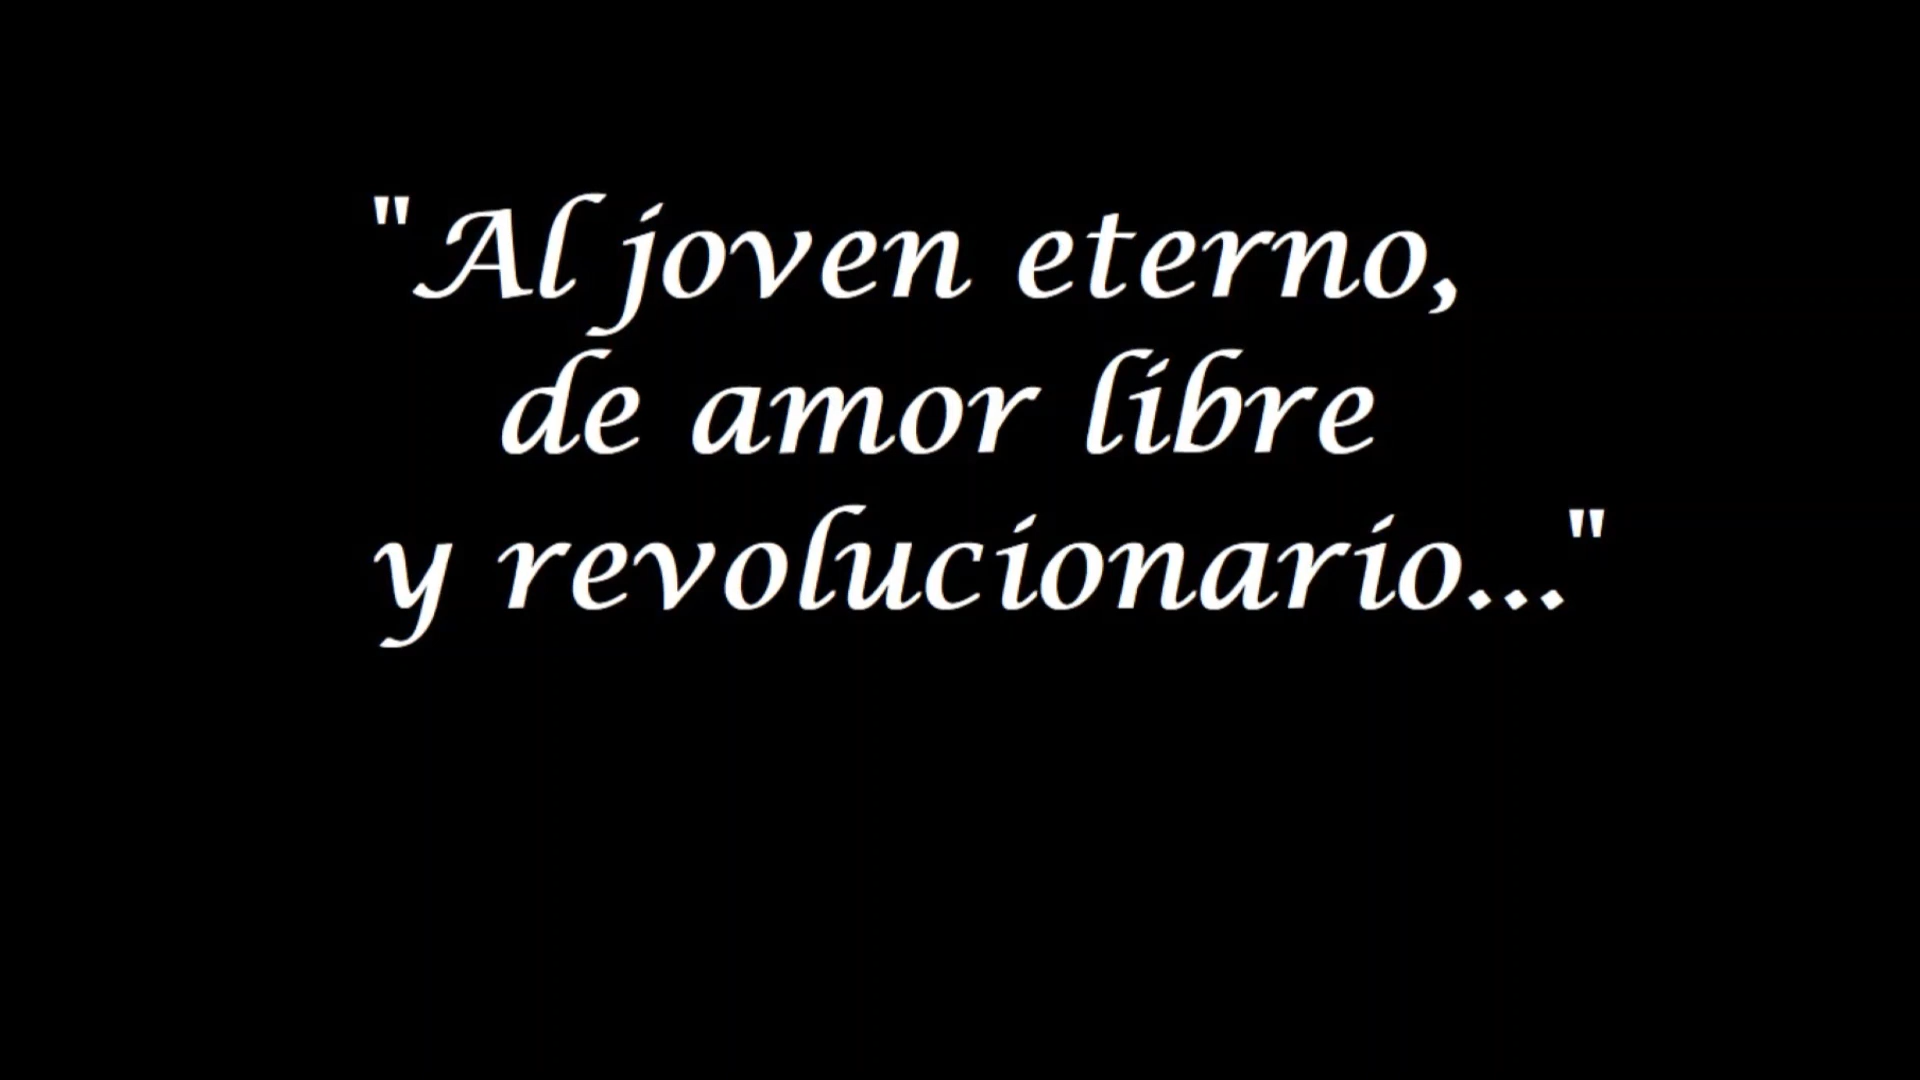 "Al joven eterno,
de amor libre
y revolucionario..."